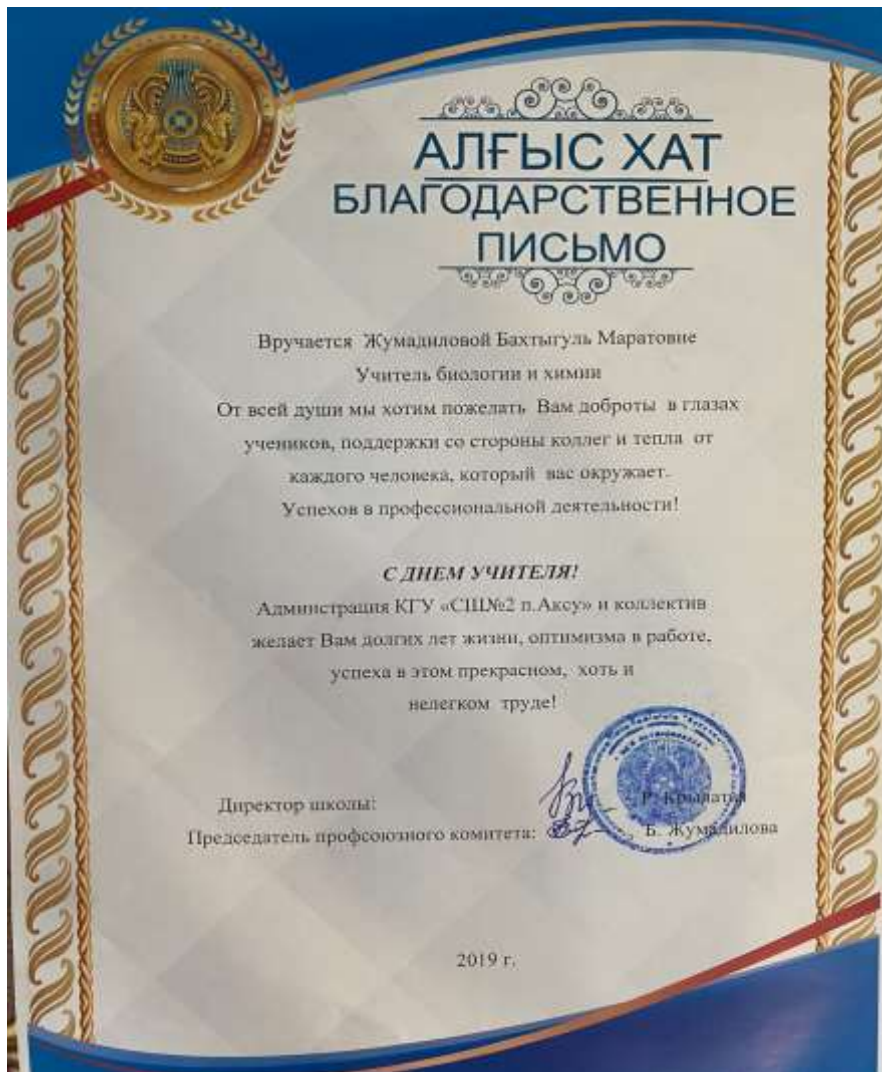 АЛҒЫС ХАТ
БЛАГОДАРСТВЕННОЕ
ПИСЬМО
Вручается Жумадиловой Бахтыгуль Маратовне
Учитель биологии и химии
От всей души мы хотим пожелать Вам доброты в глазах
учеников, поддержки со стороны коллег и тепла от
каждого человека, который вас окружает.
Успехов в профессиональной деятельности!
С ДНЕМ УЧИТЕЛЯ!
Администрация КГУ «СШ№2 п.Аксу» и коллектив
желает Вам долгих лет жизни, оптимизма в работе,
успеха в этом прекрасном, хоть и
нелегком труде!
Директор школы: Р. Крылатых
Председатель профсоюзного комитета: Б. Жумадилова
2019 г.